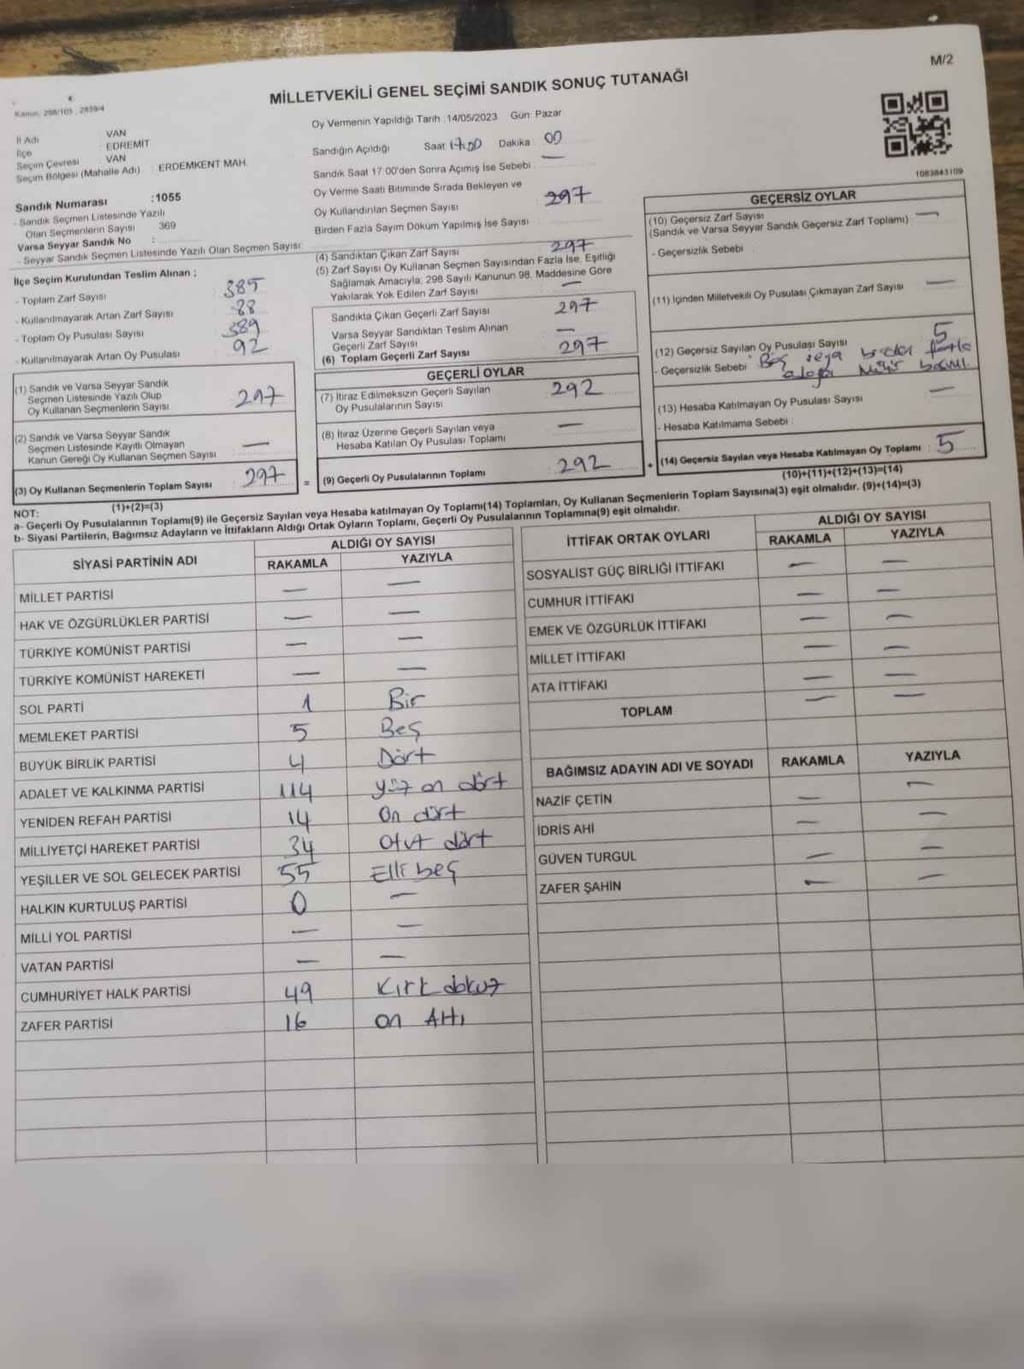 M/2
MİLLETVEKİLİ GENEL SEÇİMİ SANDIK SONUÇ TUTANAĞI
Kanun, 298/105 ; 2839/4
İl Adı : VAN
İlçe : EDREMİT
Seçim Çevresi : VAN
Seçim Bölgesi (Mahalle Adı) : ERDEMKENT MAH.
Sandık Numarası :1055
- Sandık Seçmen Listesinde Yazılı
Olan Seçmenlerin Sayısı 369
Varsa Seyyar Sandık No :
- Seyyar Sandık Seçmen Listesinde Yazılı Olan Seçmen Sayısı:
İlçe Seçim Kurulundan Teslim Alınan ;
- Toplam Zarf Sayısı 385
- Kullanılmayarak Artan Zarf Sayısı 88
- Toplam Oy Pusulası Sayısı 389
- Kullanılmayarak Artan Oy Pusulası 92
Oy Vermenin Yapıldığı Tarih :14/05/2023 Gün: Pazar
Sandığın Açıldığı Saat 17.00 Dakika 00
Sandık Saat 17:00'den Sonra Açılmış İse Sebebi : —
Oy Verme Saati Bitiminde Sırada Bekleyen ve
Oy Kullandırılan Seçmen Sayısı 297
Birden Fazla Sayım Döküm Yapılmış İse Sayısı
(4) Sandıktan Çıkan Zarf Sayısı 297
(5) Zarf Sayısı Oy Kullanan Seçmen Sayısından Fazla İse, Eşitliği
Sağlamak Amacıyla, 298 Sayılı Kanunun 98. Maddesine Göre
Yakılarak Yok Edilen Zarf Sayısı —
Sandıkta Çıkan Geçerli Zarf Sayısı 297
Varsa Seyyar Sandıktan Teslim Alınan
Geçerli Zarf Sayısı —
(6) Toplam Geçerli Zarf Sayısı 297
1083843109
GEÇERSİZ OYLAR
(10) Geçersiz Zarf Sayısı —
(Sandık ve Varsa Seyyar Sandık Geçersiz Zarf Toplamı)
- Geçersizlik Sebebi :
(11) İçinden Milletvekili Oy Pusulası Çıkmayan Zarf Sayısı —
(12) Geçersiz Sayılan Oy Pusulası Sayısı 5
- Geçersizlik Sebebi Boş veya birden fazla
Mühür
(13) Hesaba Katılmayan Oy Pusulası Sayısı —
- Hesaba Katılmama Sebebi :
(14) Geçersiz Sayılan veya Hesaba Katılmayan Oy Toplamı : 5
(10)+(11)+(12)+(13)=(14)
(1) Sandık ve Varsa Seyyar Sandık
Seçmen Listesinde Yazılı Olup
Oy Kullanan Seçmenlerin Sayısı 297
(2) Sandık ve Varsa Seyyar Sandık
Seçmen Listesinde Kayıtlı Olmayan
Kanun Gereği Oy Kullanan Seçmen Sayısı —
(3) Oy Kullanan Seçmenlerin Toplam Sayısı 297
(1)+(2)=(3)
=
GEÇERLİ OYLAR
(7) İtiraz Edilmeksizin Geçerli Sayılan
Oy Pusulalarının Sayısı 292
(8) İtiraz Üzerine Geçerli Sayılan veya
Hesaba Katılan Oy Pusulası Toplamı —
(9) Geçerli Oy Pusulalarının Toplamı 292
+
NOT:
a- Geçerli Oy Pusulalarının Toplamı(9) ile Geçersiz Sayılan veya Hesaba katılmayan Oy Toplamı(14) Toplamları, Oy Kullanan Seçmenlerin Toplam Sayısına(3) eşit olmalıdır. (9)+(14)=(3)
b- Siyasi Partilerin, Bağımsız Adayların ve İttifakların Aldığı Ortak Oyların Toplamı, Geçerli Oy Pusulalarının Toplamına(9) eşit olmalıdır.
SİYASİ PARTİNİN ADI ALDIĞI OY SAYISI
RAKAMLA YAZIYLA
MİLLET PARTİSİ — —
HAK VE ÖZGÜRLÜKLER PARTİSİ — —
TÜRKİYE KOMÜNİST PARTİSİ — —
TÜRKİYE KOMÜNİST HAREKETİ — —
SOL PARTİ 1 Bir
MEMLEKET PARTİSİ 5 Beş
BÜYÜK BİRLİK PARTİSİ 4 Dört
ADALET VE KALKINMA PARTİSİ 114 Yüz on dört
YENİDEN REFAH PARTİSİ 14 On dört
MİLLİYETÇİ HAREKET PARTİSİ 34 Otut dört
YEŞİLLER VE SOL GELECEK PARTİSİ 55 Elli beş
HALKIN KURTULUŞ PARTİSİ 0 —
MİLLİ YOL PARTİSİ — —
VATAN PARTİSİ — —
CUMHURİYET HALK PARTİSİ 49 Kırk dokuz
ZAFER PARTİSİ 16 on Altı
İTTİFAK ORTAK OYLARI ALDIĞI OY SAYISI
RAKAMLA YAZIYLA
SOSYALİST GÜÇ BİRLİĞİ İTTİFAKI — —
CUMHUR İTTİFAKI — —
EMEK VE ÖZGÜRLÜK İTTİFAKI — —
MİLLET İTTİFAKI — —
ATA İTTİFAKI — —
TOPLAM — —
BAĞIMSIZ ADAYIN ADI VE SOYADI RAKAMLA YAZIYLA
NAZİF ÇETİN — —
İDRİS AHİ — —
GÜVEN TURGUL — —
ZAFER ŞAHİN — —